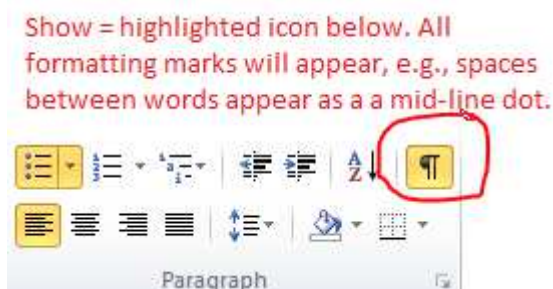 Show = highlighted icon below. All
formatting marks will appear, e.g., spaces
between words appear as a a mid-line dot.
A
Z
¶
Paragraph